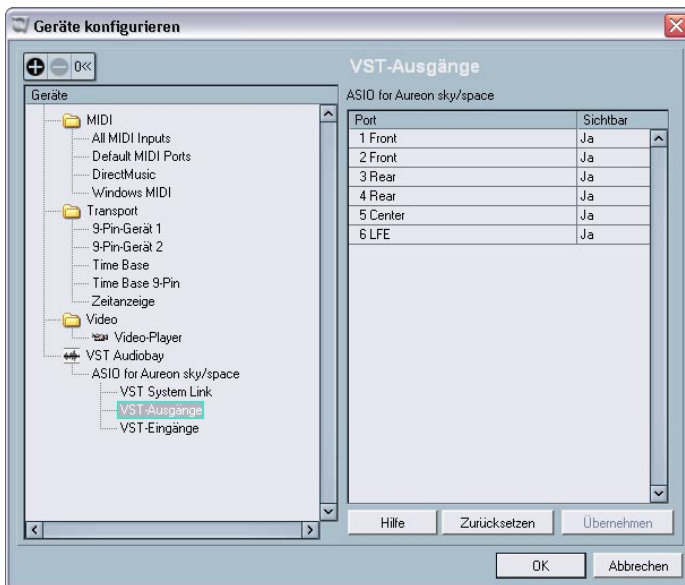 Geräte konfigurieren
0<<
VST-Ausgänge
Geräte
ASIO for Aureon sky/space
MIDI
All MIDI Inputs
Default MIDI Ports
DirectMusic
Windows MIDI
Transport
9-Pin-Gerät 1
9-Pin-Gerät 2
Time Base
Time Base 9-Pin
Zeitanzeige
Video
Video-Player
VST Audiobay
ASIO for Aureon sky/space
VST System Link
VST-Ausgänge
VST-Eingänge
Port Sichtbar
1 Front Ja
2 Front Ja
3 Rear Ja
4 Rear Ja
5 Center Ja
6 LFE Ja
Hilfe Zurücksetzen Übernehmen
OK Abbrechen